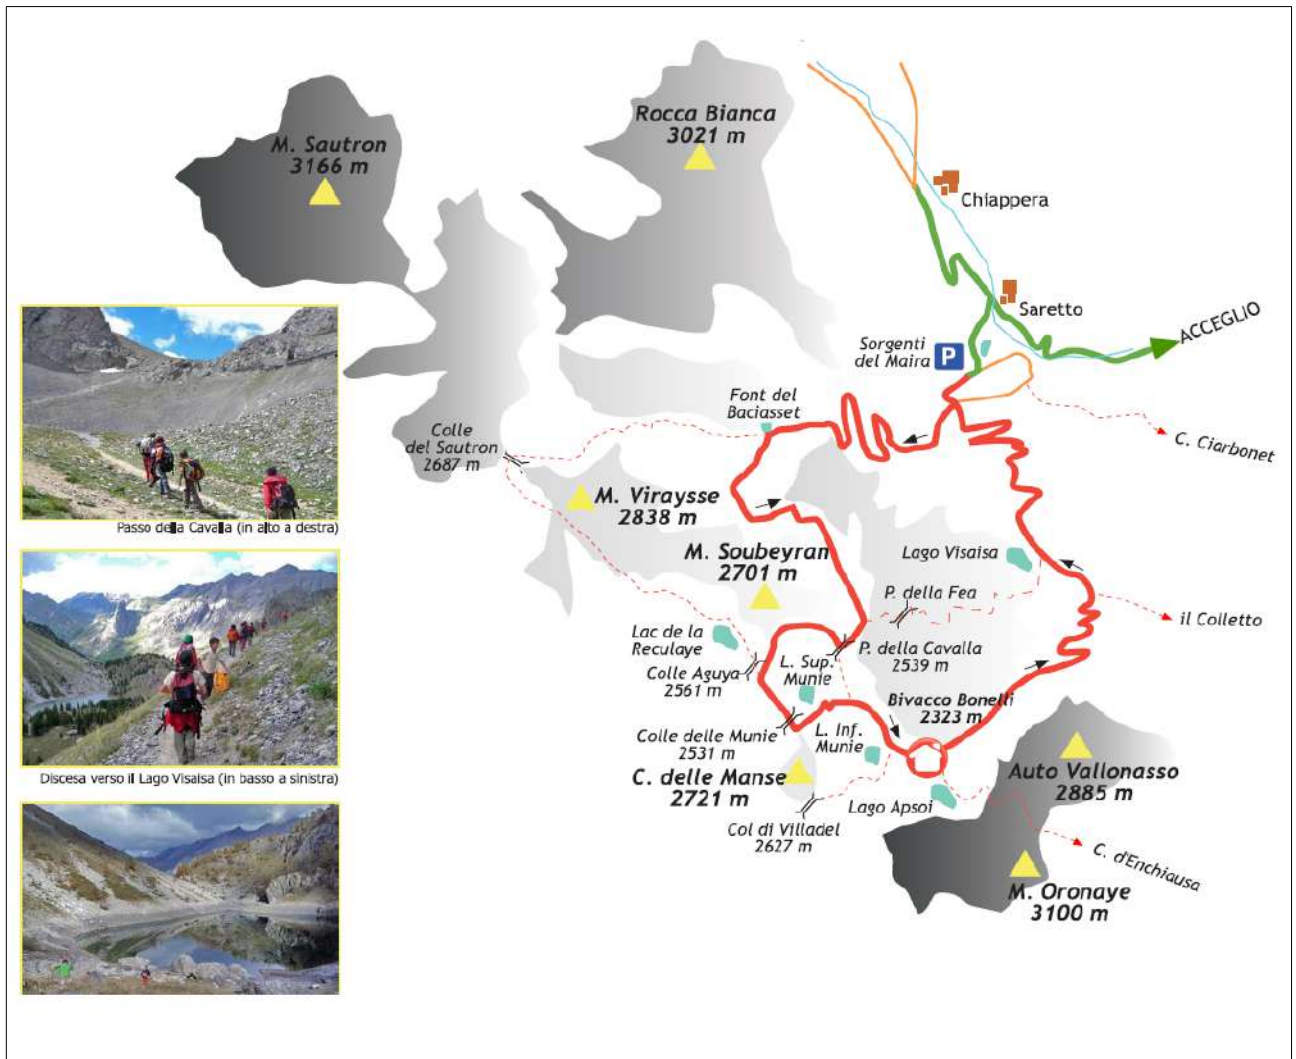 M. Sautron
3166 m
Rocca Bianca
3021 m
Chiappera
Saretto
ACCEGLIO
Sorgenti
del Maira
P
C. Ciarbonet
Font del
Baciasset
Colle
del Sautron
2687 m
M. Viraysse
2838 m
M. Soubeyran
2701 m
Lago Visaisa
P. della Fea
il Colletto
Lac de la
Reculaye
L. Sup.
Munie
P. della Cavalla
2539 m
Colle Aguya
2561 m
Bivacco Bonelli
2323 m
Colle delle Munie
2531 m
L. Inf.
Munie
C. delle Manse
2721 m
Auto Vallonasso
2885 m
Lago Apsoi
Col di Villadel
2627 m
C. d'Enchiausa
M. Oronaye
3100 m
Passo della Cavalla (in alto a destra)
Discesa verso il Lago Visaisa (in basso a sinistra)